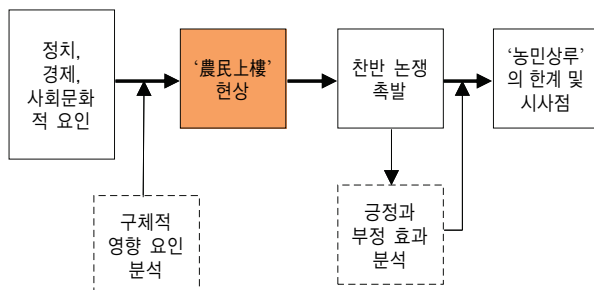 정치,
경제,
사회문화
적 요인
‘農民上樓’
현상
찬반 논쟁
촉발
‘농민상루’
의 한계 및
시사점
구체적
영향 요인
분석
긍정과
부정 효과
분석